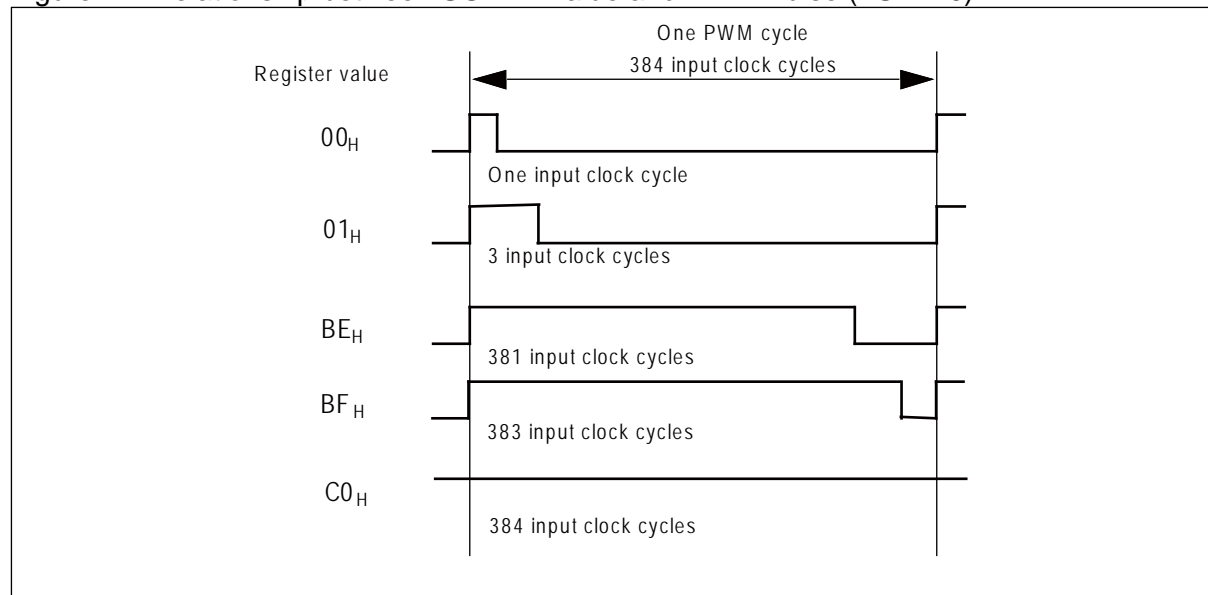 One PWM cycle
Register value 384 input clock cycles
00H
One input clock cycle
01H
3 input clock cycles
BEH
381 input clock cycles
BF H
383 input clock cycles
C0 H
384 input clock cycles